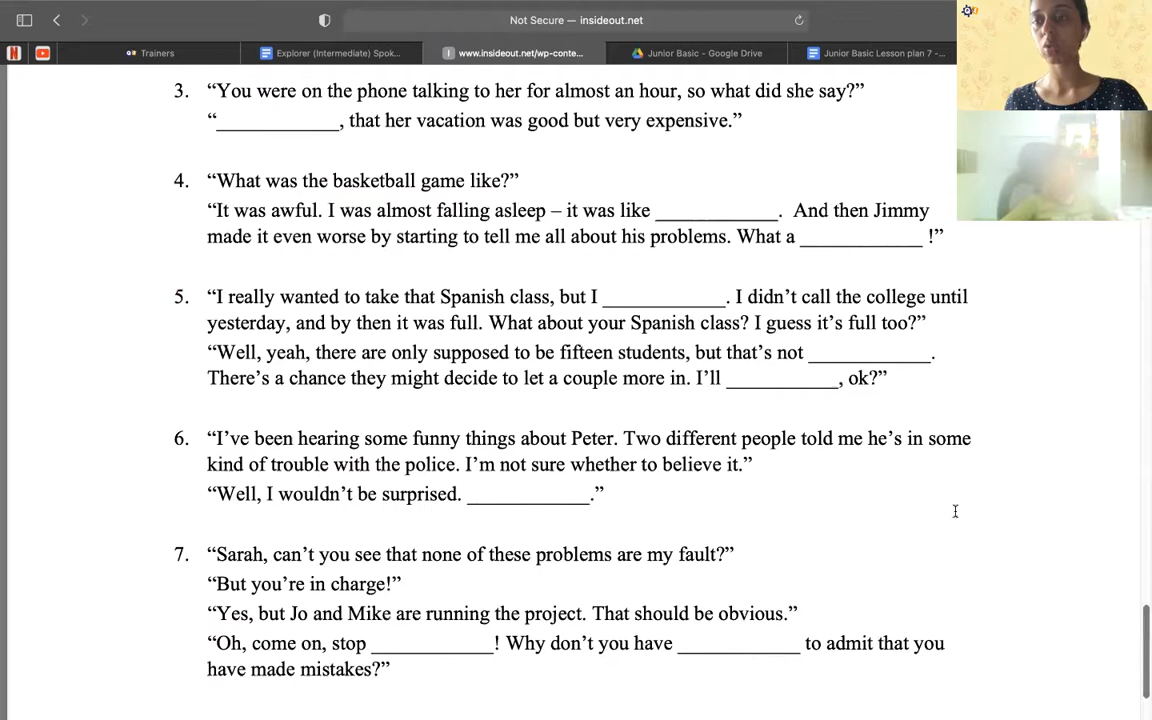 Not Secure — insideout.net
N
Trainers
Explorer (Intermediate) Spok...
www.insideout.net/wp-conte...
Junior Basic - Google Drive
Junior Basic Lesson plan 7 -...
3. “You were on the phone talking to her for almost an hour, so what did she say?”
“____________, that her vacation was good but very expensive.”
4. “What was the basketball game like?”
“It was awful. I was almost falling asleep – it was like ____________. And then Jimmy
made it even worse by starting to tell me all about his problems. What a ____________ !”
5. “I really wanted to take that Spanish class, but I ____________. I didn’t call the college until
yesterday, and by then it was full. What about your Spanish class? I guess it’s full too?”
“Well, yeah, there are only supposed to be fifteen students, but that’s not ____________.
There’s a chance they might decide to let a couple more in. I’ll ___________, ok?”
6. “I’ve been hearing some funny things about Peter. Two different people told me he’s in some
kind of trouble with the police. I’m not sure whether to believe it.”
“Well, I wouldn’t be surprised. ____________.”
7. “Sarah, can’t you see that none of these problems are my fault?”
“But you’re in charge!”
“Yes, but Jo and Mike are running the project. That should be obvious.”
“Oh, come on, stop ____________! Why don’t you have ____________ to admit that you
have made mistakes?”